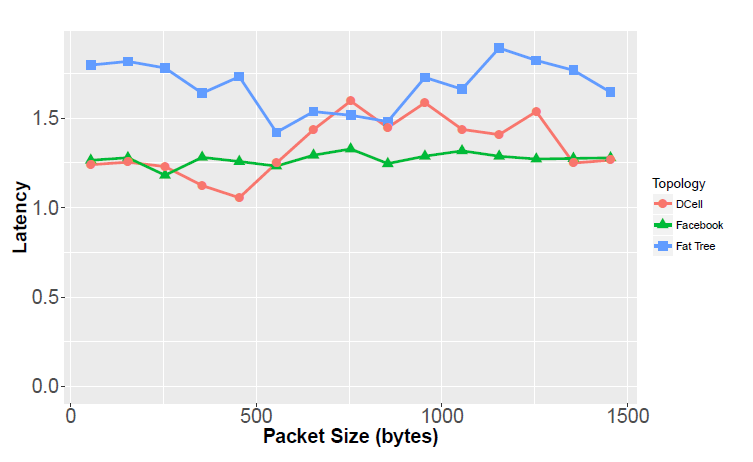 1.5
1.0
0.5
0.0
Latency
0
500
1000
1500
Packet Size (bytes)
Topology
DCell
Facebook
Fat Tree